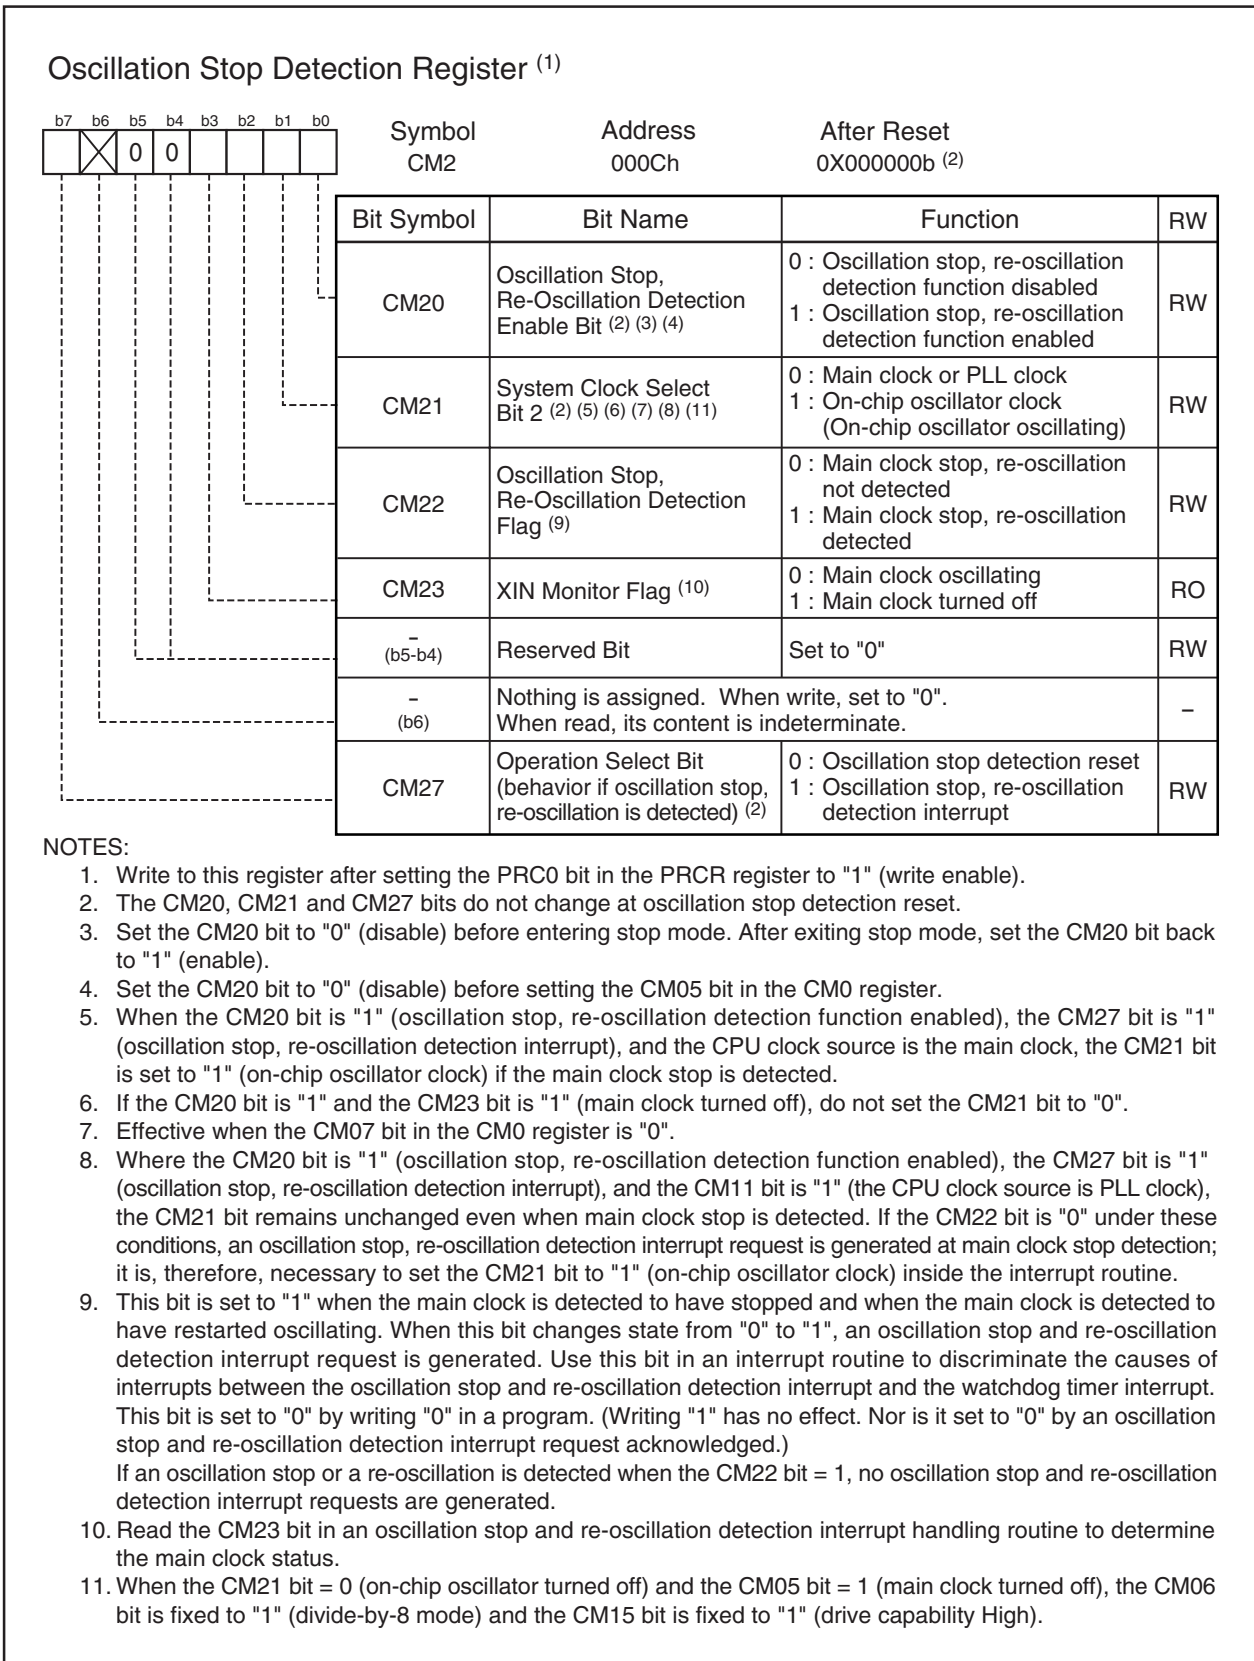 Oscillation Stop Detection Register (1)
b7 b6 b5 b4 b3 b2 b1 b0
0 0
Symbol Address After Reset
CM2 000Ch 0X000000b (2)
Bit Symbol Bit Name Function RW
CM20
Oscillation Stop,
Re-Oscillation Detection
Enable Bit (2) (3) (4)
0 : Oscillation stop, re-oscillation
detection function disabled
1 : Oscillation stop, re-oscillation
detection function enabled
RW
CM21
System Clock Select
Bit 2 (2) (5) (6) (7) (8) (11)
0 : Main clock or PLL clock
1 : On-chip oscillator clock
(On-chip oscillator oscillating)
RW
CM22
Oscillation Stop,
Re-Oscillation Detection
Flag (9)
0 : Main clock stop, re-oscillation
not detected
1 : Main clock stop, re-oscillation
detected
RW
CM23
XIN Monitor Flag (10)
0 : Main clock oscillating
1 : Main clock turned off
RO
–
(b5-b4)
Reserved Bit
Set to "0"
RW
–
(b6)
Nothing is assigned. When write, set to "0".
When read, its content is indeterminate.
–
CM27
Operation Select Bit
(behavior if oscillation stop,
re-oscillation is detected) (2)
0 : Oscillation stop detection reset
1 : Oscillation stop, re-oscillation
detection interrupt
RW
NOTES:
1. Write to this register after setting the PRC0 bit in the PRCR register to "1" (write enable).
2. The CM20, CM21 and CM27 bits do not change at oscillation stop detection reset.
3. Set the CM20 bit to "0" (disable) before entering stop mode. After exiting stop mode, set the CM20 bit back
to "1" (enable).
4. Set the CM20 bit to "0" (disable) before setting the CM05 bit in the CM0 register.
5. When the CM20 bit is "1" (oscillation stop, re-oscillation detection function enabled), the CM27 bit is "1"
(oscillation stop, re-oscillation detection interrupt), and the CPU clock source is the main clock, the CM21 bit
is set to "1" (on-chip oscillator clock) if the main clock stop is detected.
6. If the CM20 bit is "1" and the CM23 bit is "1" (main clock turned off), do not set the CM21 bit to "0".
7. Effective when the CM07 bit in the CM0 register is "0".
8. Where the CM20 bit is "1" (oscillation stop, re-oscillation detection function enabled), the CM27 bit is "1"
(oscillation stop, re-oscillation detection interrupt), and the CM11 bit is "1" (the CPU clock source is PLL clock),
the CM21 bit remains unchanged even when main clock stop is detected. If the CM22 bit is "0" under these
conditions, an oscillation stop, re-oscillation detection interrupt request is generated at main clock stop detection;
it is, therefore, necessary to set the CM21 bit to "1" (on-chip oscillator clock) inside the interrupt routine.
9. This bit is set to "1" when the main clock is detected to have stopped and when the main clock is detected to
have restarted oscillating. When this bit changes state from "0" to "1", an oscillation stop and re-oscillation
detection interrupt request is generated. Use this bit in an interrupt routine to discriminate the causes of
interrupts between the oscillation stop and re-oscillation detection interrupt and the watchdog timer interrupt.
This bit is set to "0" by writing "0" in a program. (Writing "1" has no effect. Nor is it set to "0" by an oscillation
stop and re-oscillation detection interrupt request acknowledged.)
If an oscillation stop or a re-oscillation is detected when the CM22 bit = 1, no oscillation stop and re-oscillation
detection interrupt requests are generated.
10. Read the CM23 bit in an oscillation stop and re-oscillation detection interrupt handling routine to determine
the main clock status.
11. When the CM21 bit = 0 (on-chip oscillator turned off) and the CM05 bit = 1 (main clock turned off), the CM06
bit is fixed to "1" (divide-by-8 mode) and the CM15 bit is fixed to "1" (drive capability High).